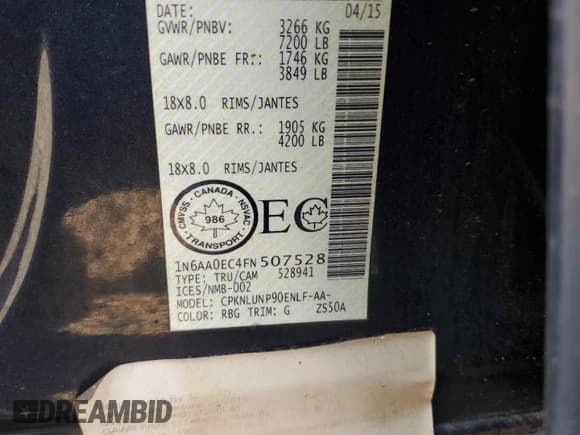 DATE: 04/15
GVWR/PNBV: 3266 KG
7200 LB
GAWR/PNBE FR: 1746 KG
3849 LB
18X8.0 RIMS/JANTES
GAWR/PNBE RR.: 1905 KG
4200 LB
18X8.0 RIMS/JANTES
CMVSS - CANADA - NSVAC
986
TRANSPORT
EC
1N6AA0EC4FN507528
TYPE: TRU/CAM 528941
ICES/NMB-002
MODEL: CPKNLUNP90ENLF-AA-
COLOR: RBG TRIM: G ZS50A
DREAMBID